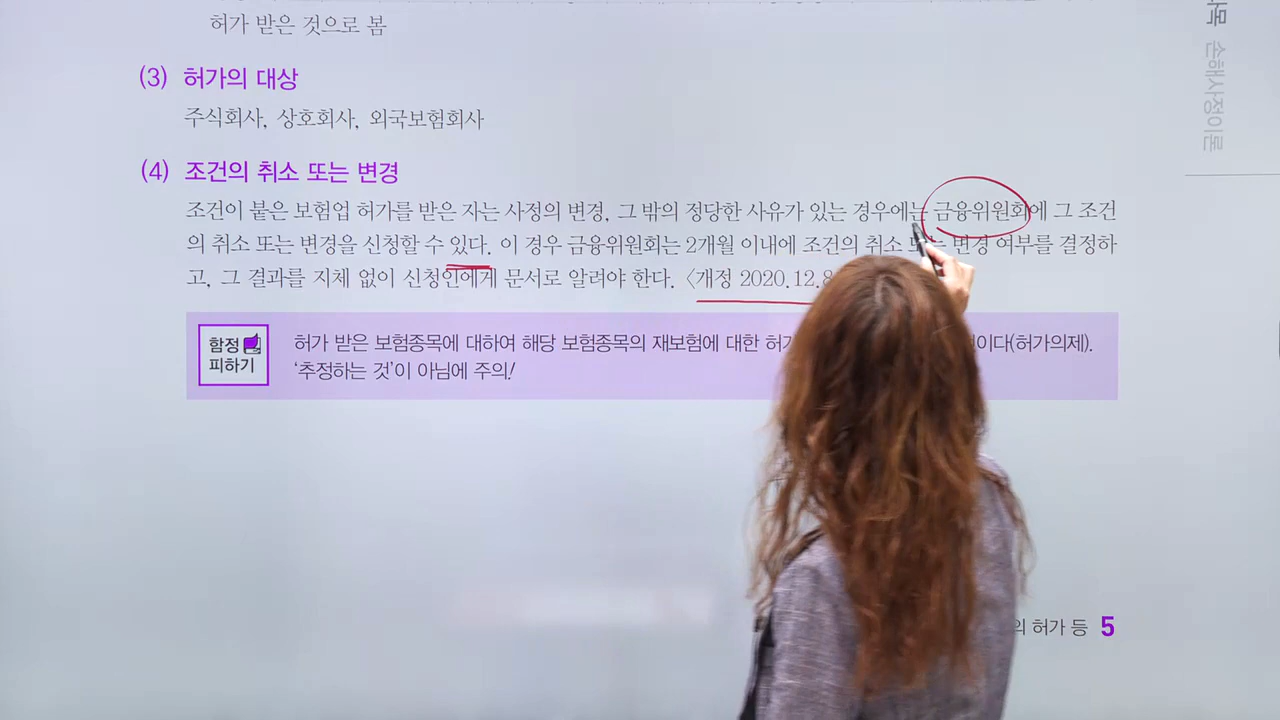 허가 받은 것으로 봄
(3) 허가의 대상
주식회사, 상호회사, 외국보험회사
(4) 조건의 취소 또는 변경
조건이 붙은 보험업 허가를 받은 자는 사정의 변경, 그 밖의 정당한 사유가 있는 경우에는 금융위원회에 그 조건
의 취소 또는 변경을 신청할 수 있다. 이 경우 금융위원회는 2개월 이내에 조건의 취소 또는 변경 여부를 결정하
고, 그 결과를 지체 없이 신청인에게 문서로 알려야 한다. 〈개정 2020.12.8
함정
피하기
허가 받은 보험종목에 대하여 해당 보험종목의 재보험에 대한 허가 이다(허가의제).
‘추정하는 것’이 아님에 주의!
손해사정이론
허가 등 5